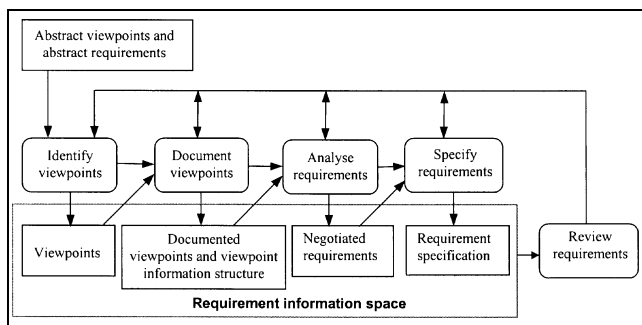 Abstract viewpoints and
abstract requirements
Identify
viewpoints
Document
viewpoints
Analyse
requirements
Specify
requirements
Viewpoints
Documented
viewpoints and viewpoint
information structure
Negotiated
requirements
Requirement
specification
Review
requirements
Requirement information space